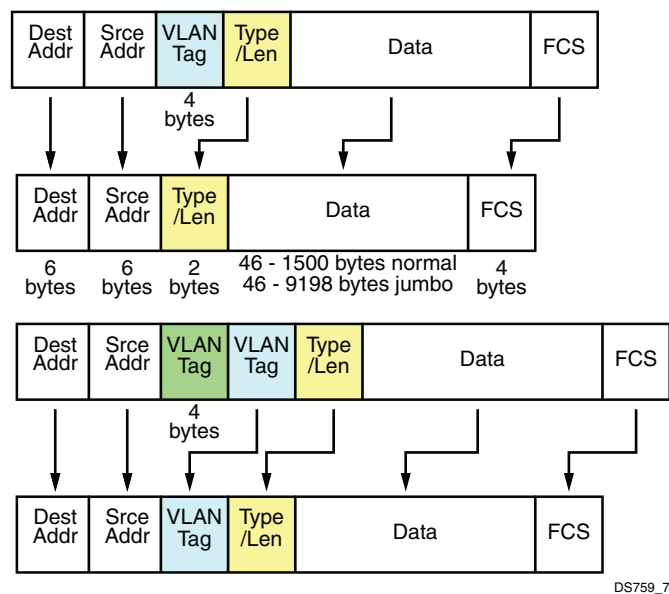 Dest Srce VLAN Type Data FCS
Addr Addr Tag /Len
4
bytes
Dest Srce Type Data FCS
Addr Addr /Len
6 6 2 46 - 1500 bytes normal 4
bytes bytes bytes 46 - 9198 bytes jumbo bytes
Dest Srce VLAN VLAN Type Data FCS
Addr Addr Tag Tag /Len
4
bytes
Dest Srce VLAN Type Data FCS
Addr Addr Tag /Len
DS759_7